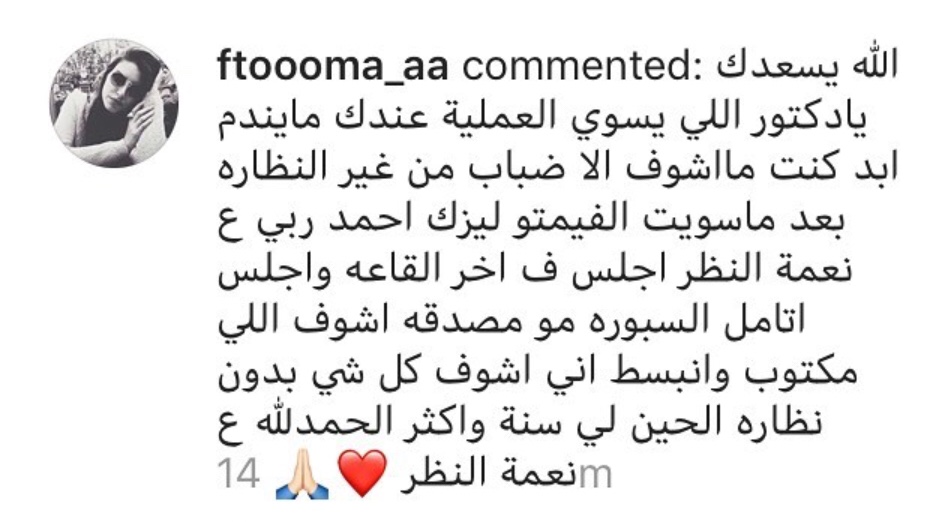 ftoooma_aa commented: الله يسعدك
يادكتور اللي يسوي العملية عندك مايندم
ابد كنت مااشوف الا ضباب من غير النظاره
بعد ماسويت الفيمتو ليزك احمد ربي ع
نعمة النظر اجلس ف اخر القاعه واجلس
اتامل السبوره مو مصدقه اشوف اللي
مكتوب وانبسط اني اشوف كل شي بدون
نظاره الحين لي سنة واكثر الحمدلله ع
نعمة النظر ❤️🙏🏻 14m